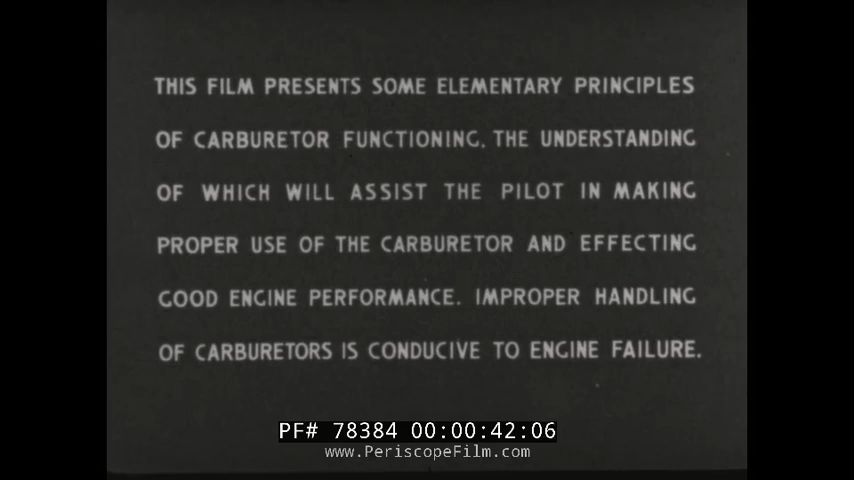 THIS FILM PRESENTS SOME ELEMENTARY PRINCIPLES
OF CARBURETOR FUNCTIONING, THE UNDERSTANDING
OF WHICH WILL ASSIST THE PILOT IN MAKING
PROPER USE OF THE CARBURETOR AND EFFECTING
GOOD ENGINE PERFORMANCE. IMPROPER HANDLING
OF CARBURETORS IS CONDUCIVE TO ENGINE FAILURE.
PF# 78384 00:00:42:06
www.PeriscopeFilm.com